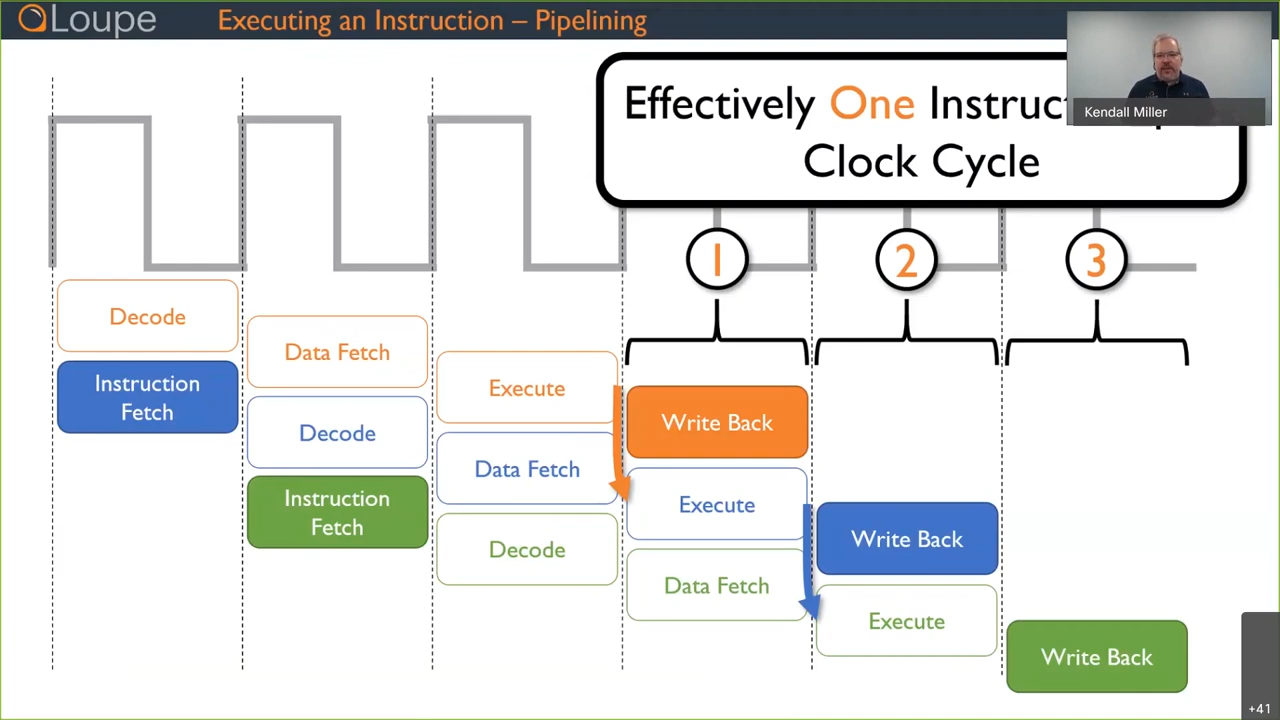 Loupe
Executing an Instruction – Pipelining
Kendall Miller
Effectively One
Clock Cycle
1
2
3
Decode
Instruction
Fetch
Data Fetch
Decode
Instruction
Fetch
Execute
Data Fetch
Decode
Write Back
Execute
Data Fetch
Write Back
Execute
Write Back
+41